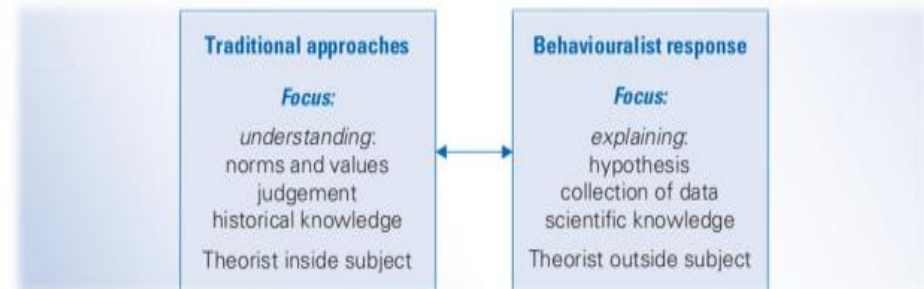 Traditional approaches
Focus:
understanding:
norms and values
judgement
historical knowledge
Theorist inside subject
Behaviouralist response
Focus:
explaining:
hypothesis
collection of data
scientific knowledge
Theorist outside subject